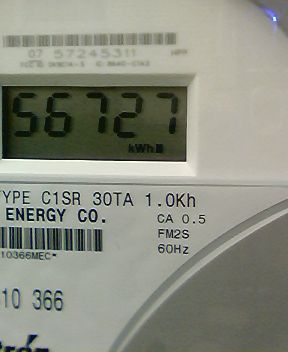 07 57245311
56727
kWh
TYPE C1SR 30TA 1.0Kh
ENERGY CO. CA 0.5
FM2S
60Hz
10366MEC*
10 366